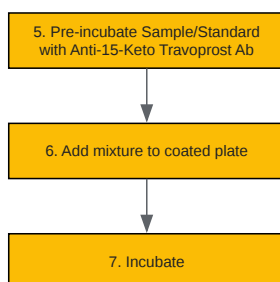 5. Pre-incubate Sample/Standard
with Anti-15-Keto Travoprost Ab
6. Add mixture to coated plate
7. Incubate